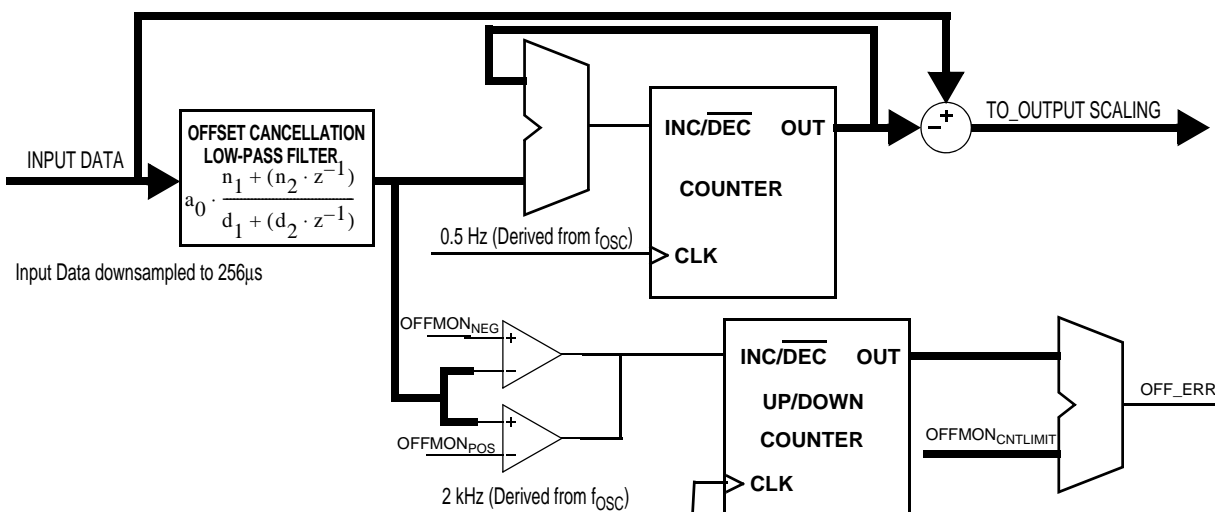 TO_OUTPUT SCALING
INC/DEC OUT
COUNTER
CLK
OFFSET CANCELLATION
LOW-PASS FILTER
a0 · n1 + (n2 · z−1)
d1 + (d2 · z−1)
INPUT DATA
0.5 Hz (Derived from fOSC)
Input Data downsampled to 256μs
OFFMONNEG
+
−
+
−
OFFMONPOS
2 kHz (Derived from fOSC)
INC/DEC OUT
UP/DOWN
COUNTER
CLK
OFFMONCNTLIMIT
OFF_ERR
− +